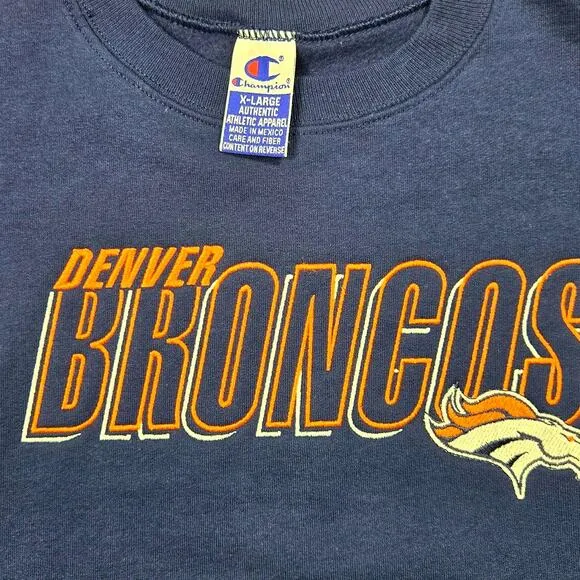 Champion
X-LARGE
AUTHENTIC
ATHLETIC APPAREL
MADE IN MEXICO
CARE AND FIBER
CONTENT ON REVERSE
DENVER
BRONCOS